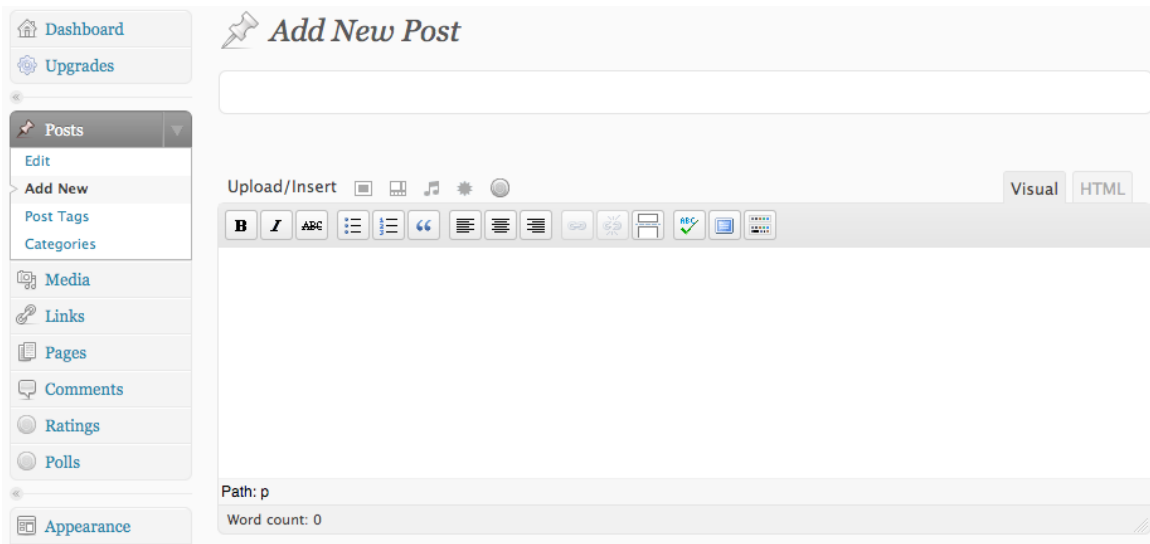 Dashboard
Upgrades
Posts
Edit
Add New
Post Tags
Categories
Media
Links
Pages
Comments
Ratings
Polls
Appearance
Add New Post
Upload/Insert
Visual HTML
B I ABC ABC
Path: p
Word count: 0